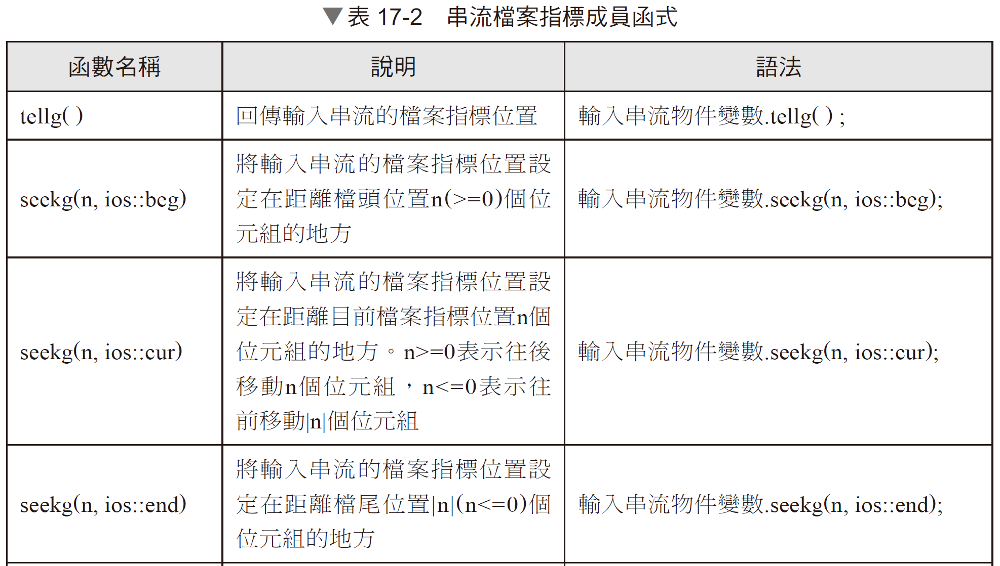 ▼表 17-2 串流檔案指標成員函式
函數名稱 說明 語法
tellg( ) 回傳輸入串流的檔案指標位置 輸入串流物件變數.tellg( ) ;
將輸入串流的檔案指標位置設
定在距離檔頭位置n(>=0)個位
元組的地方
seekg(n, ios::beg) 輸入串流物件變數.seekg(n, ios::beg);
將輸入串流的檔案指標位置設
定在距離目前檔案指標位置n個
位元組的地方。n>=0表示往後
移動n個位元組，n<=0表示往
前移動|n|個位元組
seekg(n, ios::cur) 輸入串流物件變數.seekg(n, ios::cur);
將輸入串流的檔案指標位置設
定在距離檔尾位置|n|(n<=0)個
位元組的地方
seekg(n, ios::end) 輸入串流物件變數.seekg(n, ios::end);